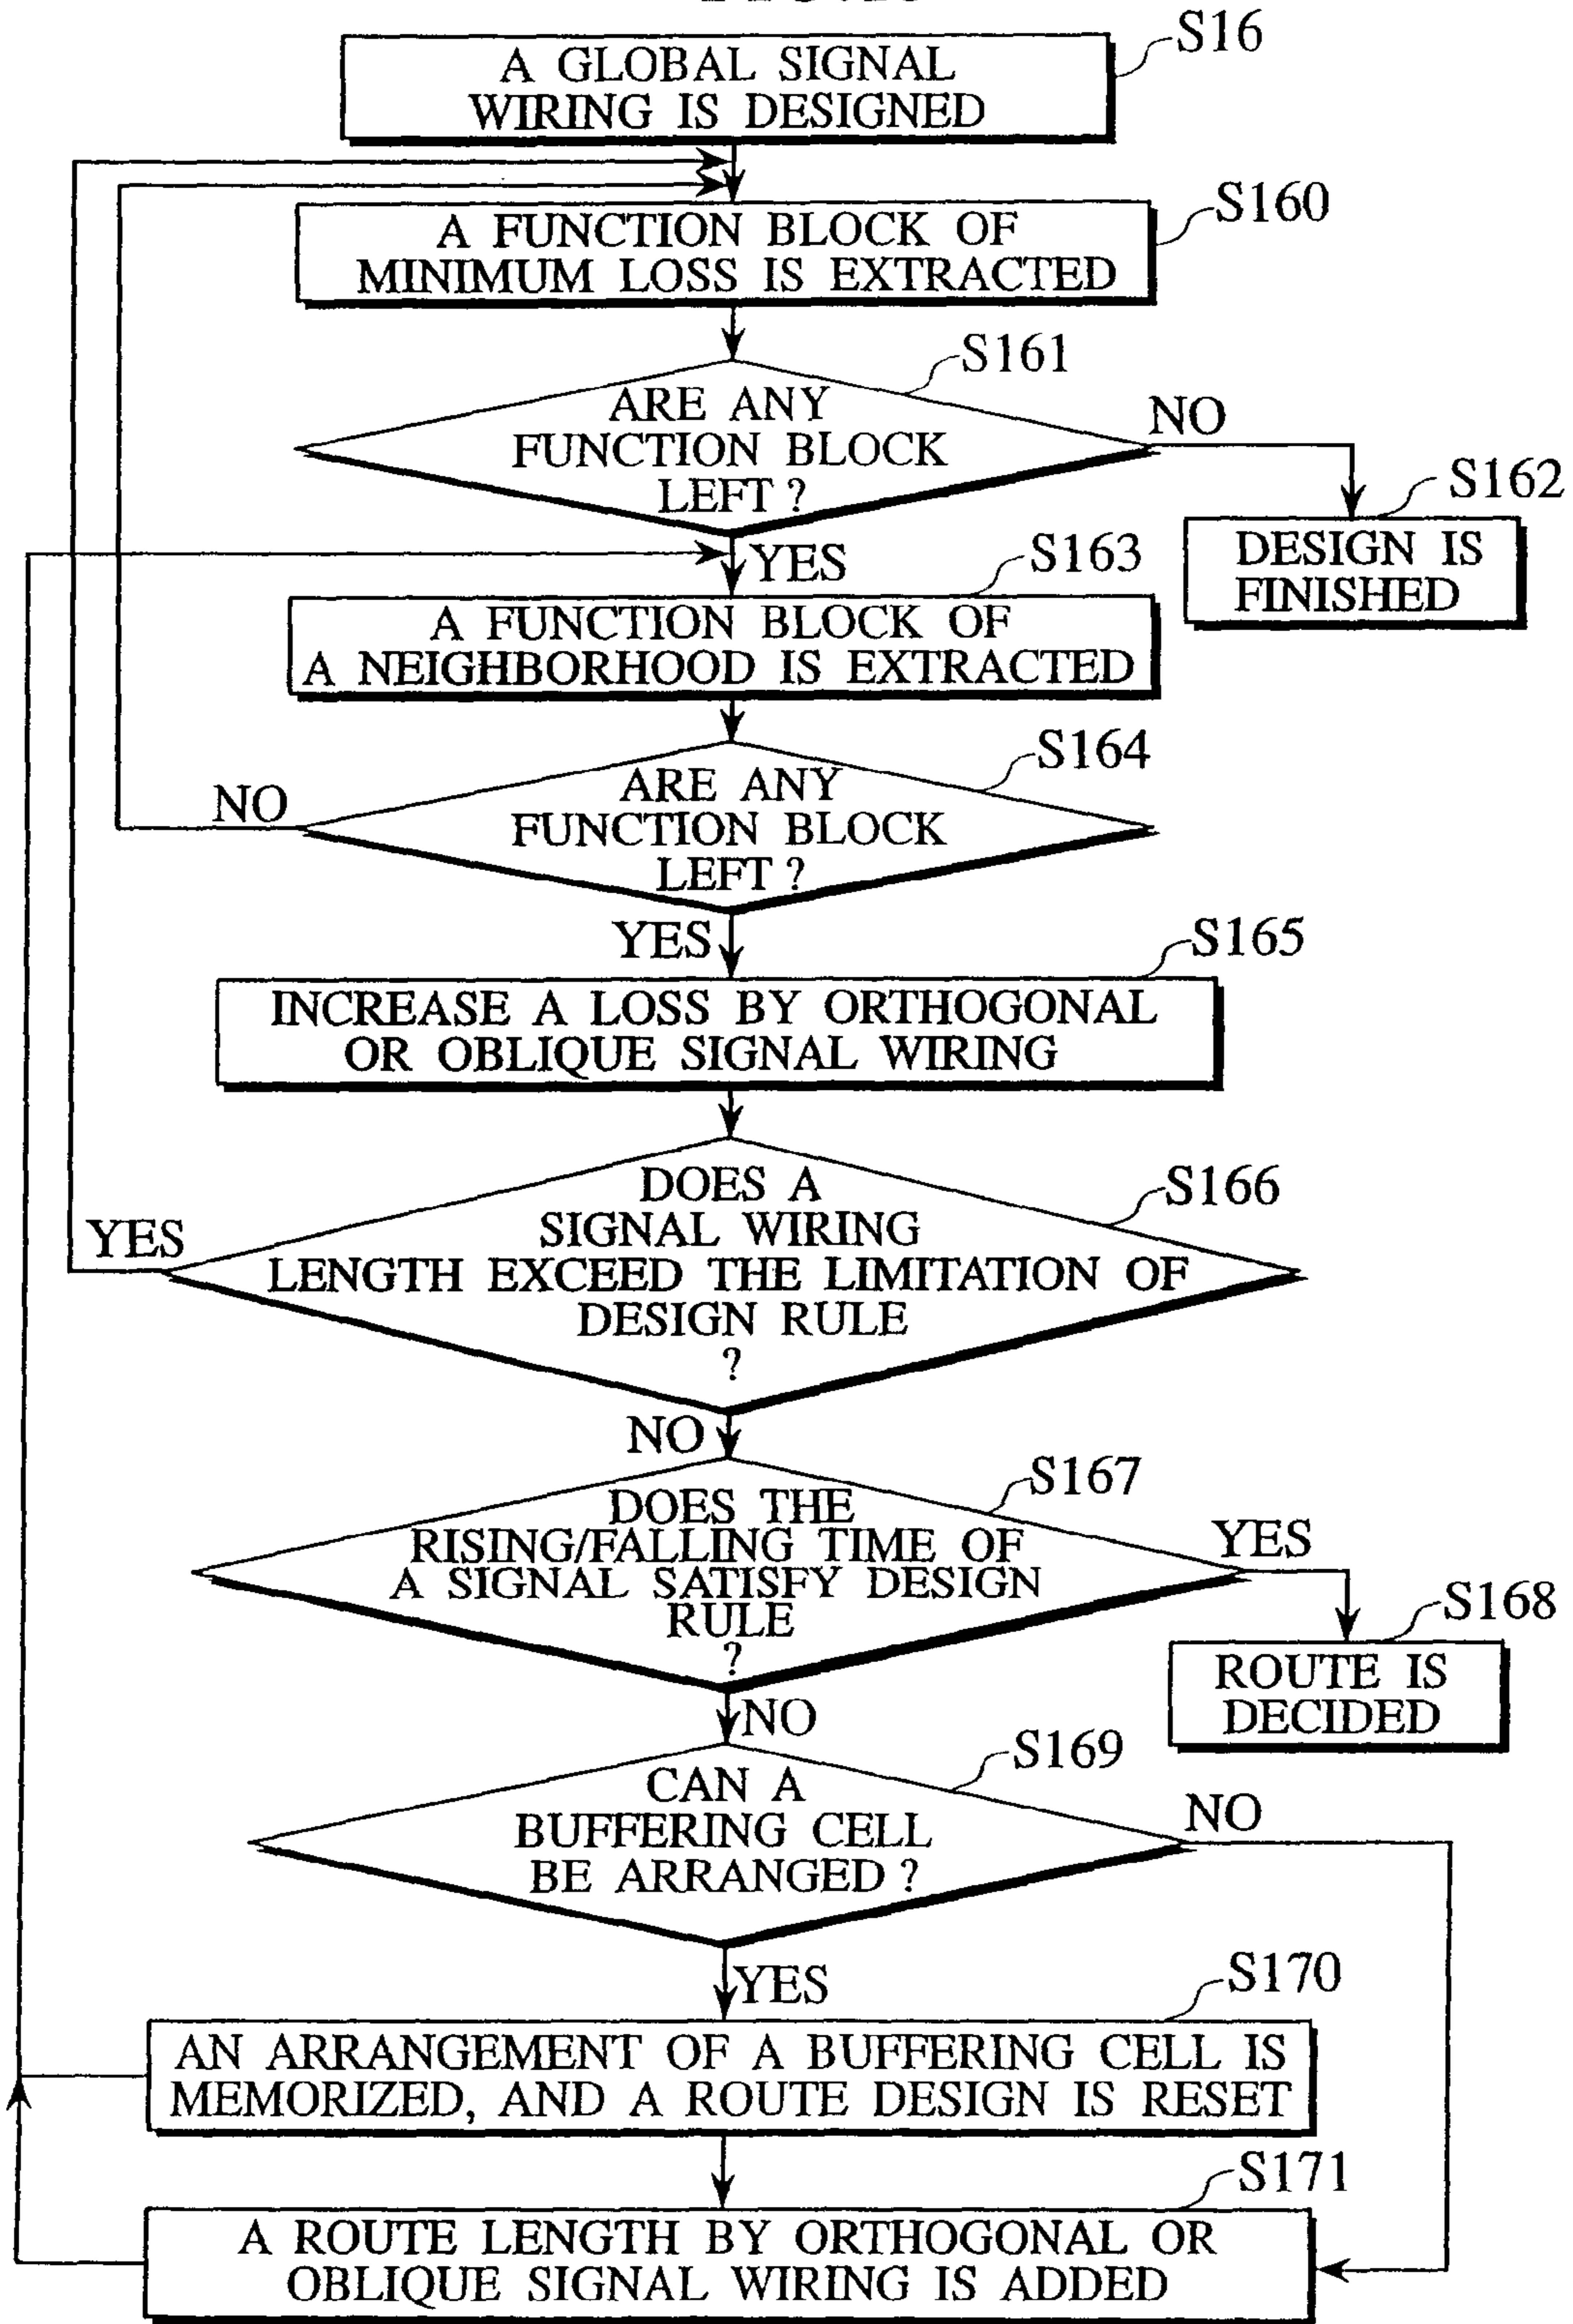 S16
A GLOBAL SIGNAL
WIRING IS DESIGNED
S160
A FUNCTION BLOCK OF
MINIMUM LOSS IS EXTRACTED
S161
ARE ANY
FUNCTION BLOCK
LEFT ?
NO
S162
DESIGN IS
FINISHED
YES
S163
A FUNCTION BLOCK OF
A NEIGHBORHOOD IS EXTRACTED
S164
ARE ANY
FUNCTION BLOCK
LEFT ?
NO
YES
S165
INCREASE A LOSS BY ORTHOGONAL
OR OBLIQUE SIGNAL WIRING
S166
DOES A
SIGNAL WIRING
LENGTH EXCEED THE LIMITATION OF
DESIGN RULE
?
YES
NO
S167
DOES THE
RISING/FALLING TIME OF
A SIGNAL SATISFY DESIGN
RULE
?
YES
S168
ROUTE IS
DECIDED
NO
S169
CAN A
BUFFERING CELL
BE ARRANGED ?
NO
YES
S170
AN ARRANGEMENT OF A BUFFERING CELL IS
MEMORIZED, AND A ROUTE DESIGN IS RESET
S171
A ROUTE LENGTH BY ORTHOGONAL OR
OBLIQUE SIGNAL WIRING IS ADDED